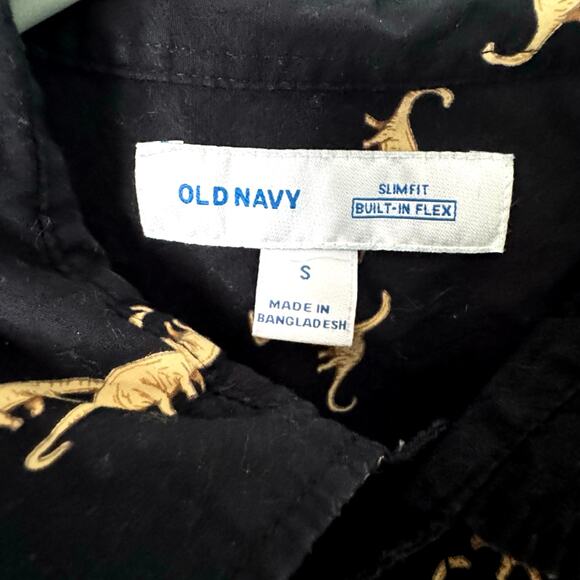 OLD NAVY
SLIM FIT
BUILT-IN FLEX
S
MADE IN
BANGLADESH